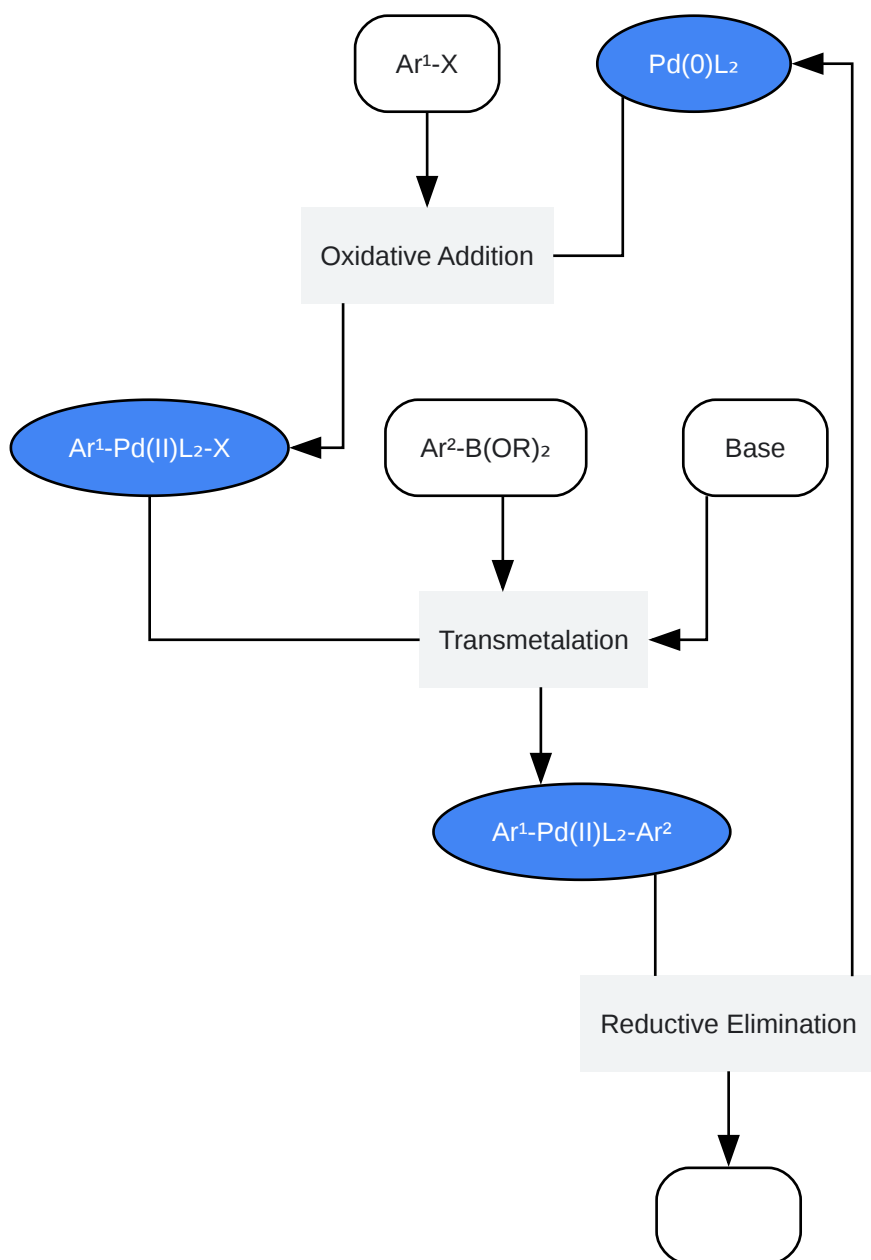 Ar¹-X
Pd(0)L₂
Oxidative Addition
Ar¹-Pd(II)L₂-X
Ar²-B(OR)₂
Base
Transmetalation
Ar¹-Pd(II)L₂-Ar²
Reductive Elimination